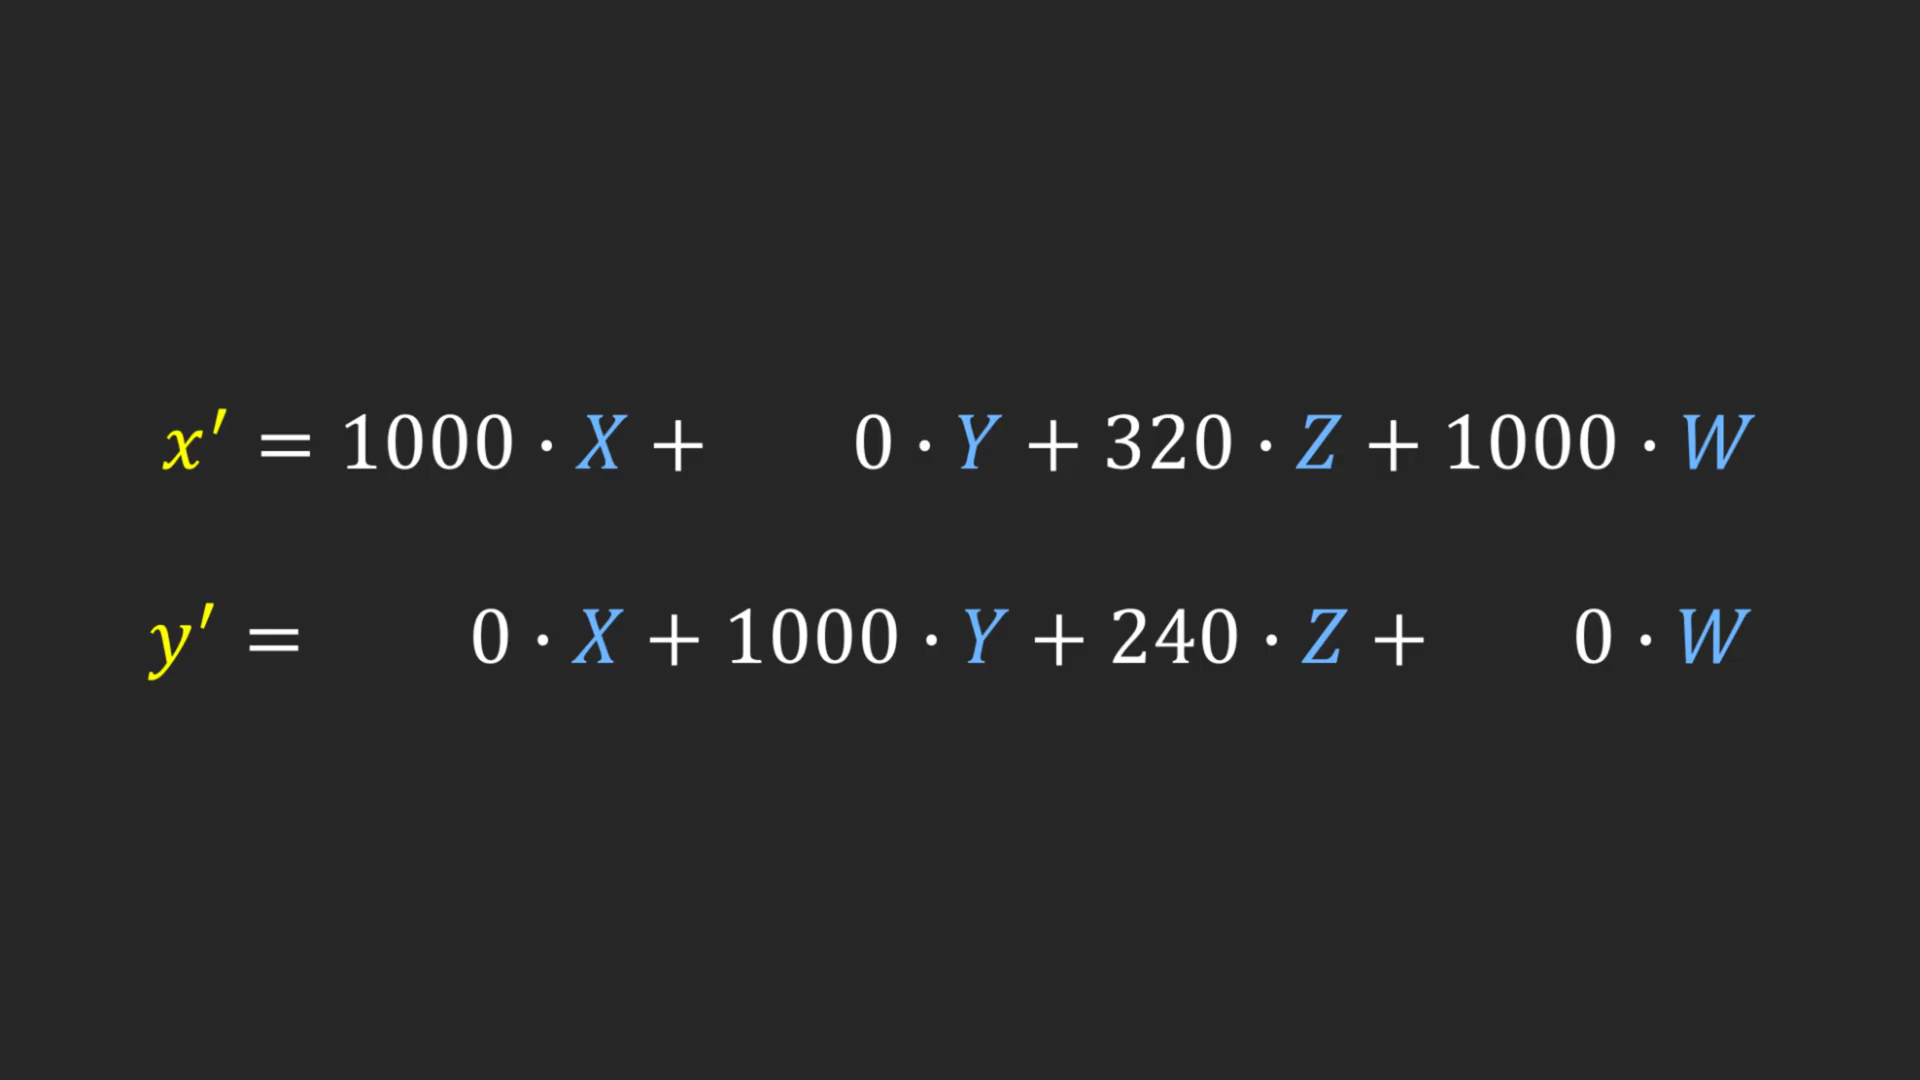 x′ = 1000 · X + 0 · Y + 320 · Z + 1000 · W
y′ = 0 · X + 1000 · Y + 240 · Z + 0 · W